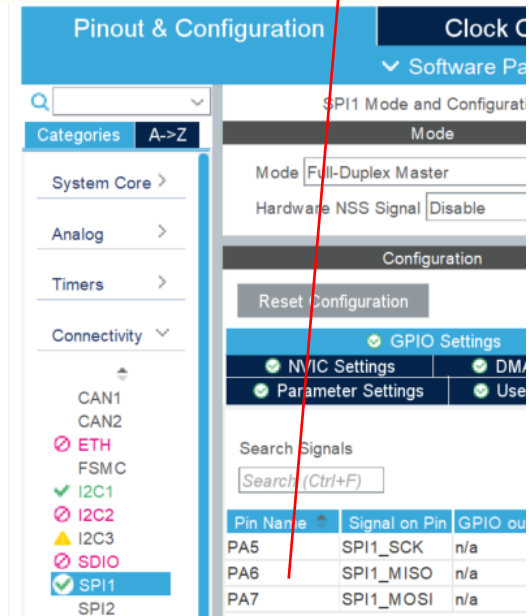 Pinout & Configuration
Clock C
Software Pa
SPI1 Mode and Configurati
Categories A->Z
Mode
System Core
Mode Full-Duplex Master
Hardware NSS Signal Disable
Analog
Configuration
Timers
Reset Configuration
Connectivity
GPIO Settings
NVIC Settings DMA
Parameter Settings Use
CAN1
CAN2
ETH
FSMC
I2C1
I2C2
I2C3
SDIO
SPI1
SPI2
Search Signals
Search (Ctrl+F)
Pin Name Signal on Pin GPIO ou
PA5 SPI1_SCK n/a
PA6 SPI1_MISO n/a
PA7 SPI1_MOSI n/a